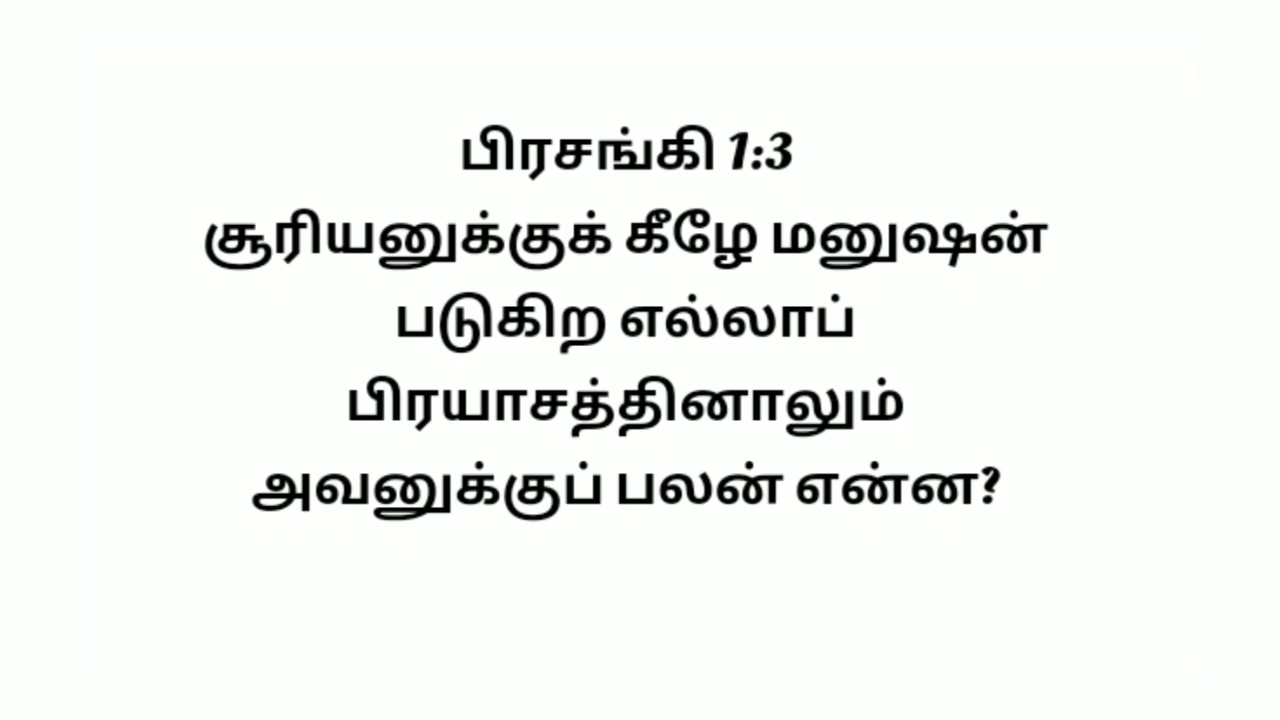 பிரசங்கி 1:3
சூரியனுக்குக் கீழே மனுஷன்
படுகிற எல்லாப்
பிரயாசத்தினாலும்
அவனுக்குப் பலன் என்ன?